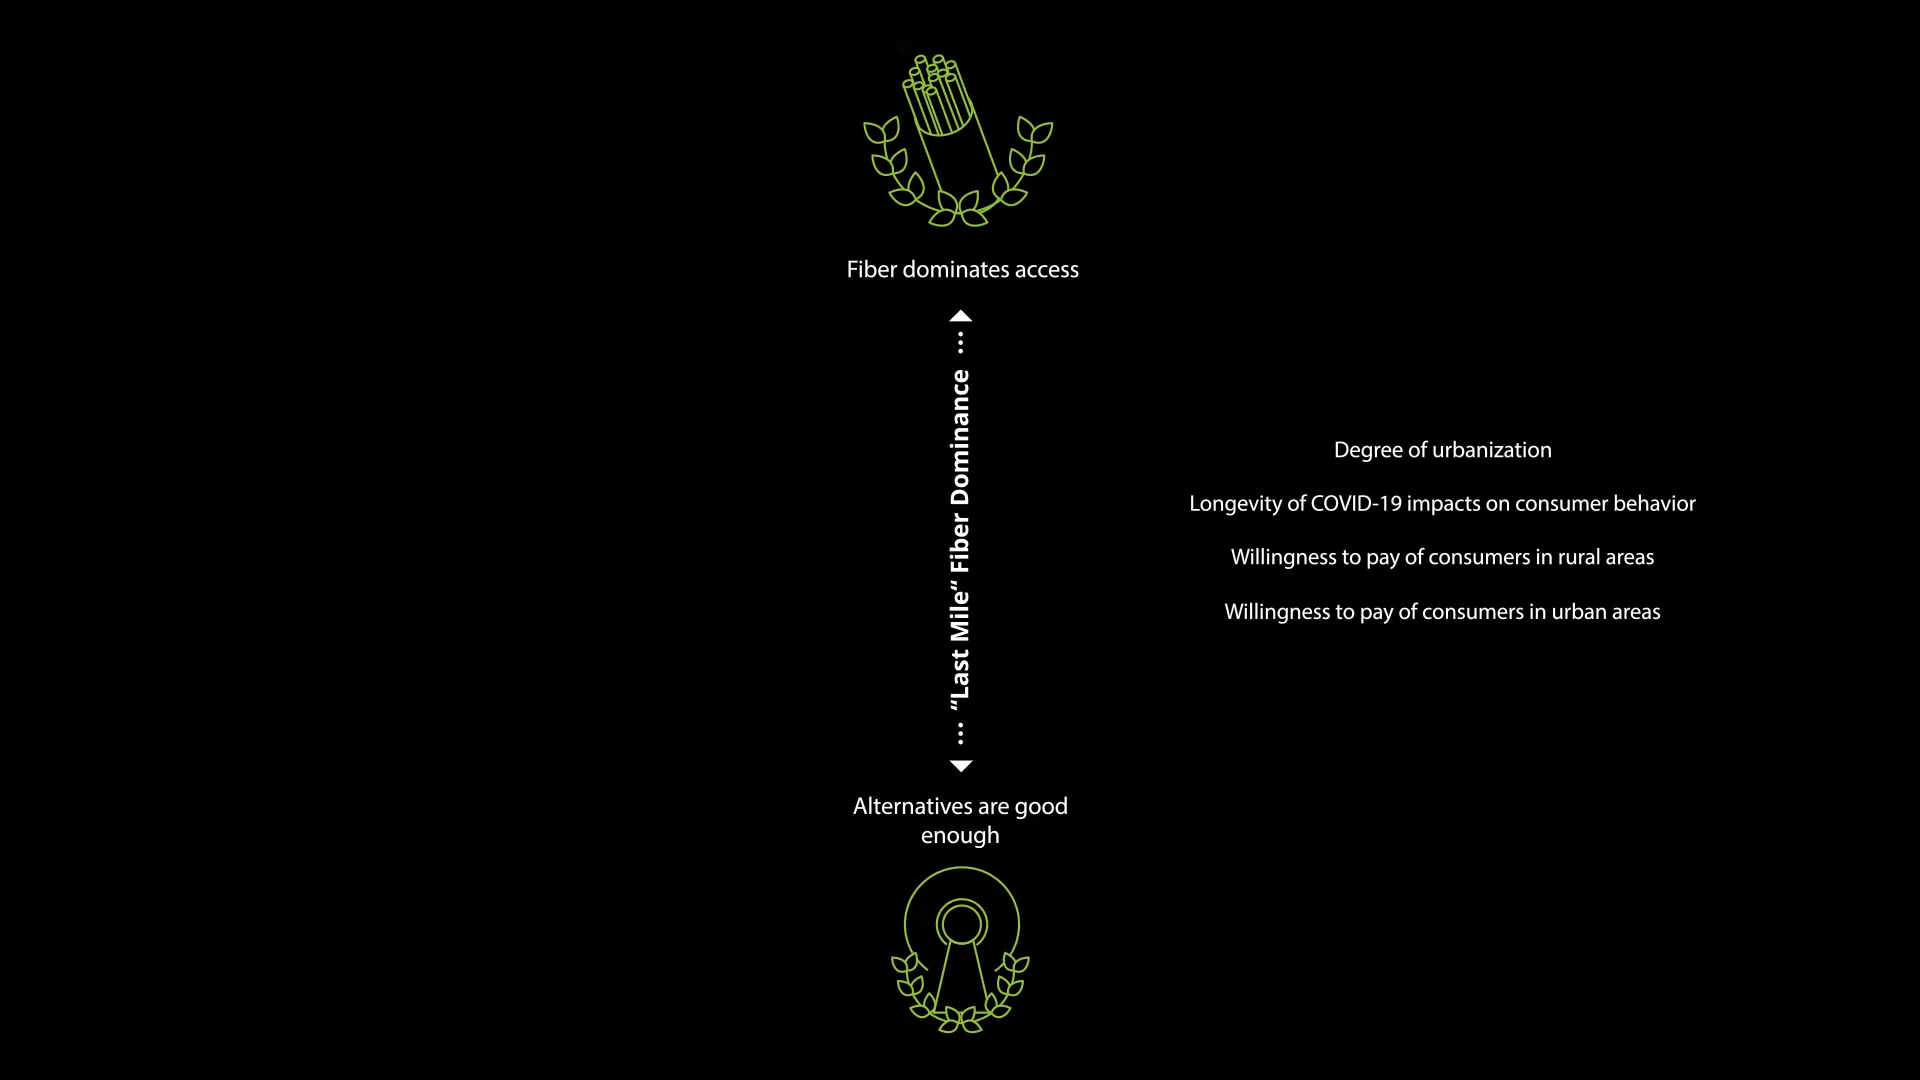 Fiber dominates access
“Last Mile“ Fiber Dominance
Degree of urbanization
Longevity of COVID-19 impacts on consumer behavior
Willingness to pay of consumers in rural areas
Willingness to pay of consumers in urban areas
Alternatives are good
enough